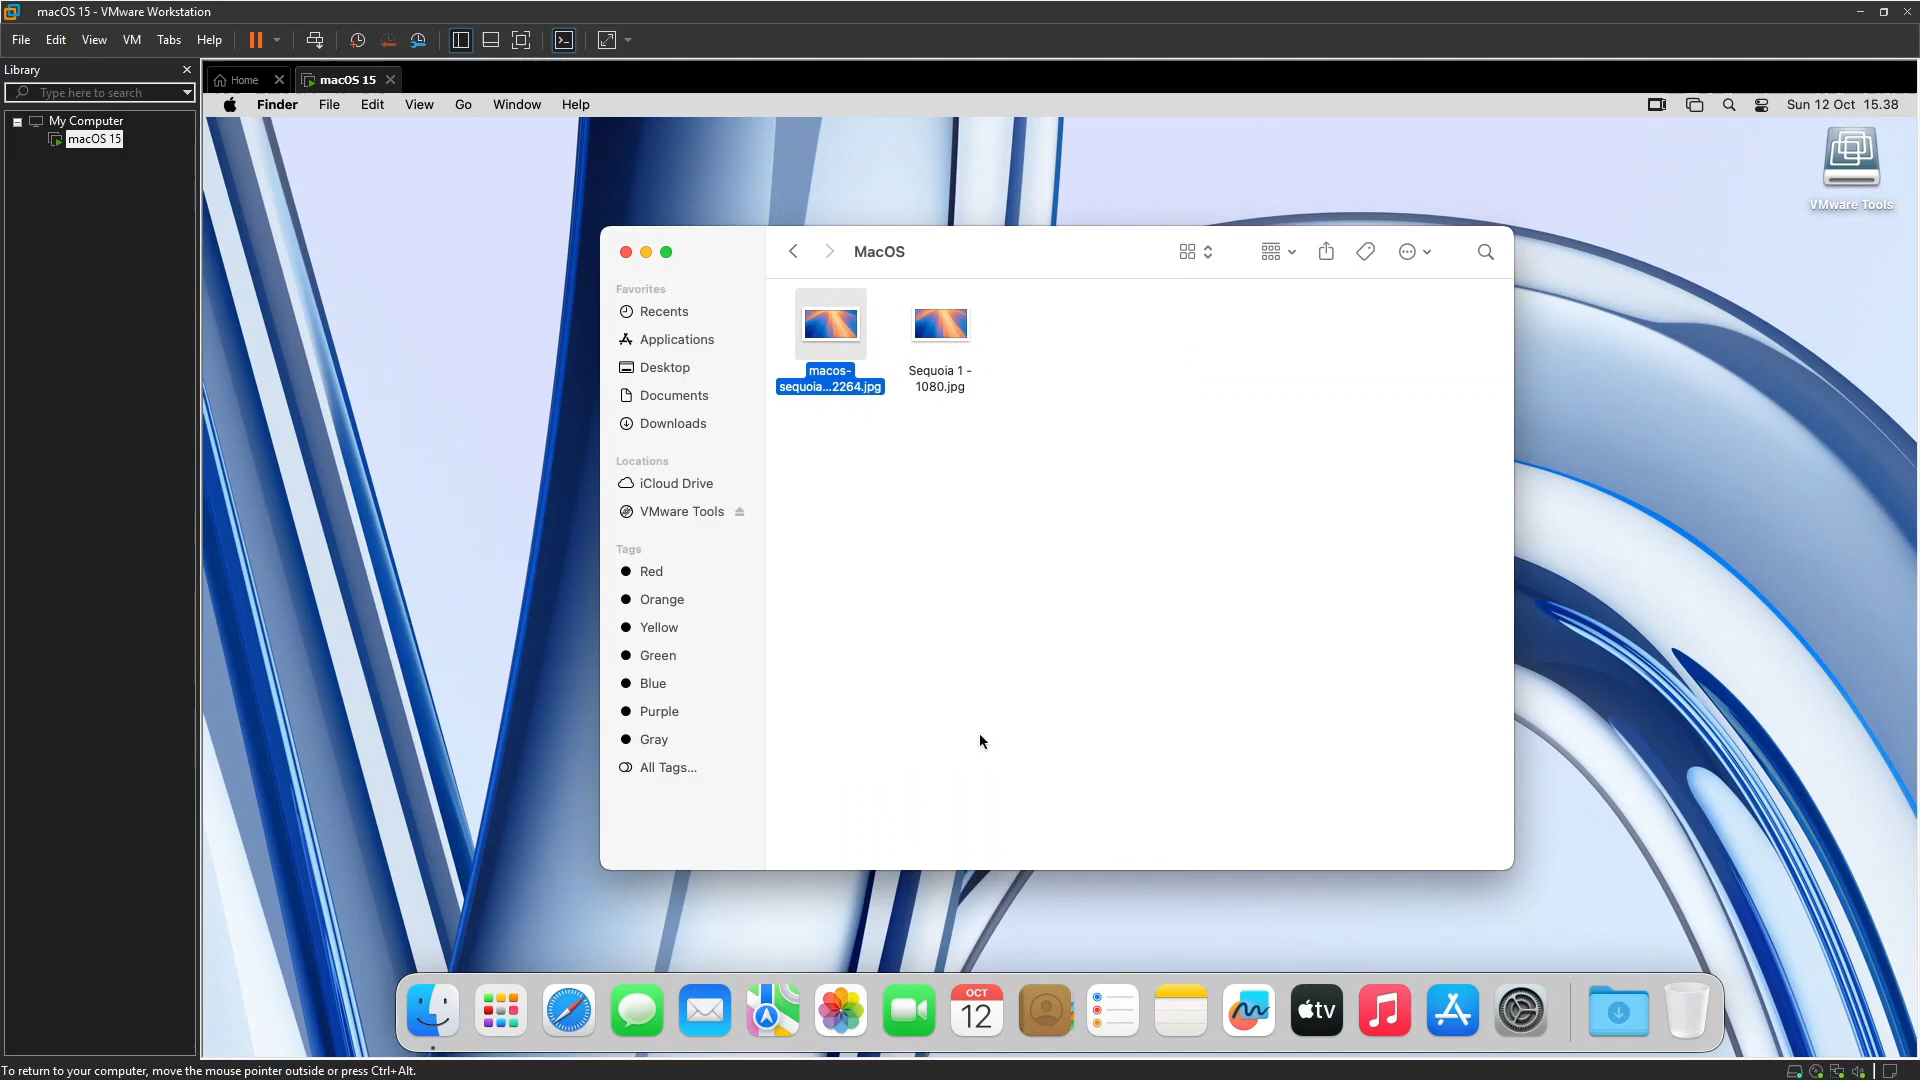 macOS 15 - VMware Workstation
File Edit View VM Tabs Help
Library
Type here to search
My Computer
macOS 15
Home
macOS 15
Finder File Edit View Go Window Help
Sun 12 Oct 15.38
VMware Tools
MacOS
Favorites
Recents
Applications
Desktop
Documents
Downloads
Locations
iCloud Drive
VMware Tools
Tags
Red
Orange
Yellow
Green
Blue
Purple
Gray
All Tags...
macos-
sequoia...2264.jpg
Sequoia 1 -
1080.jpg
OCT
12
tv
To return to your computer, move the mouse pointer outside or press Ctrl+Alt.